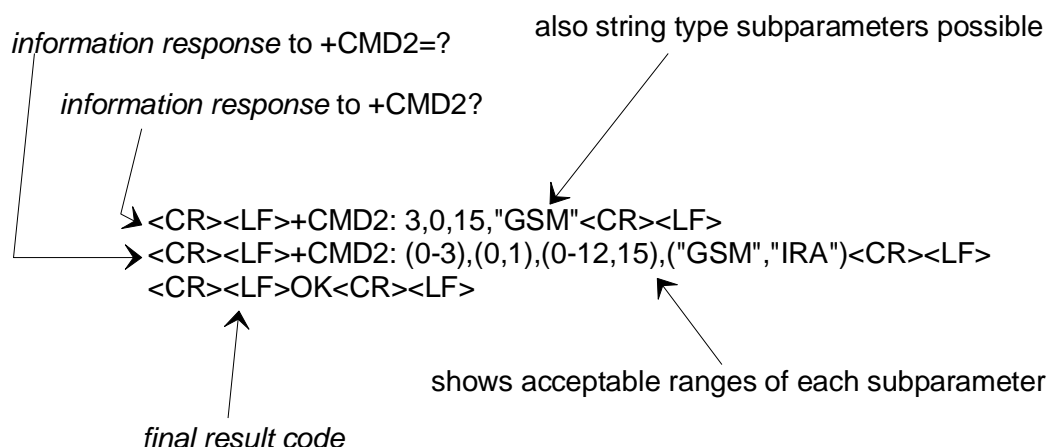 also string type subparameters possible
information response to +CMD2=?
information response to +CMD2?
<CR><LF>+CMD2: 3,0,15,"GSM"<CR><LF>
<CR><LF>+CMD2: (0-3),(0,1),(0-12,15),("GSM","IRA")<CR><LF>
<CR><LF>OK<CR><LF>
shows acceptable ranges of each subparameter
final result code